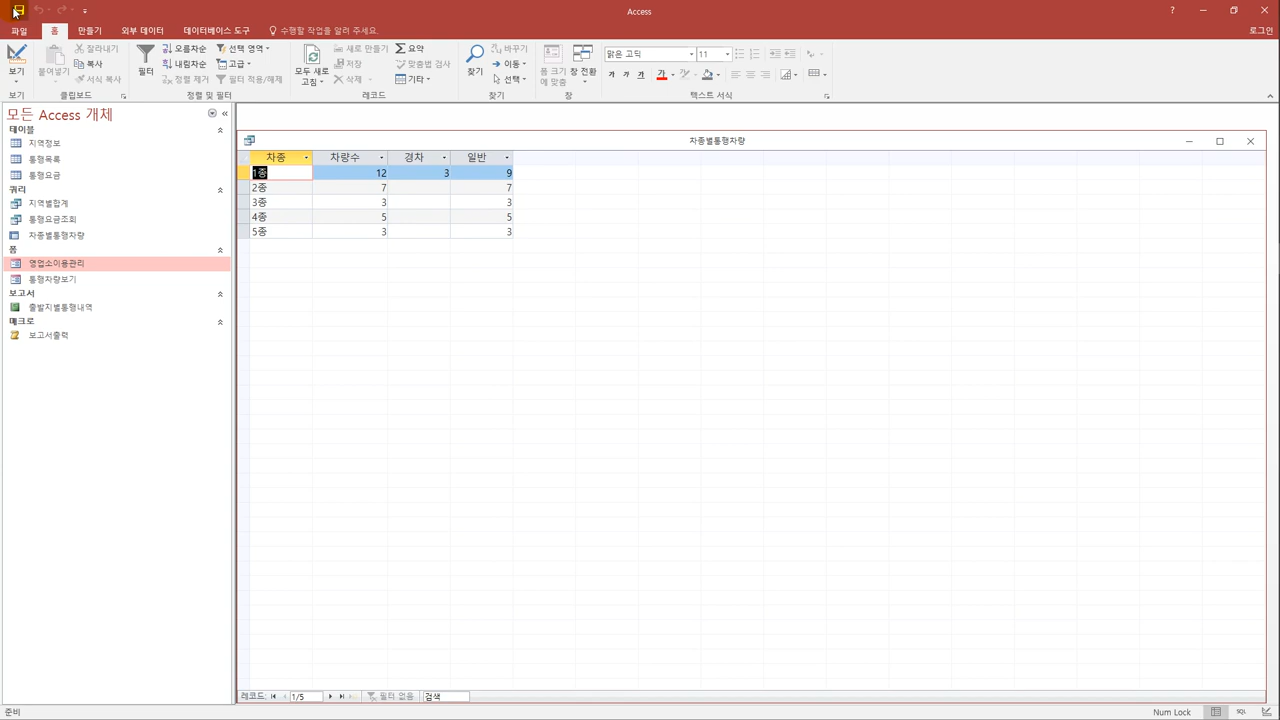 Access
?
파일 홈 만들기 외부 데이터 데이터베이스 도구 수행할 작업을 알려 주세요. 로그인
보기
보기
붙여넣기
잘라내기
복사
서식 복사
클립보드
필터
오름차순
내림차순
정렬 제거
선택 영역
고급
필터 적용/해제
정렬 및 필터
모두 새로
고침
새로 만들기
저장
삭제
요약
맞춤법 검사
기타
레코드
찾기
바꾸기
이동
선택
찾기
폼 크기
에 맞춤
창 전환
창
맑은 고딕 11
가 가 가 가
텍스트 서식
모든 Access 개체
테이블
지역정보
통행목록
통행요금
쿼리
지역별합계
통행요금조회
차종별통행차량
폼
영업소이용관리
통행차량보기
보고서
출발지별통행내역
매크로
보고서출력
차종별통행차량
차종 차량수 경차 일반
1종 12 3 9
2종 7 7
3종 3 3
4종 5 5
5종 3 3
레코드: 1/5 필터 없음 검색
준비 Num Lock SQL